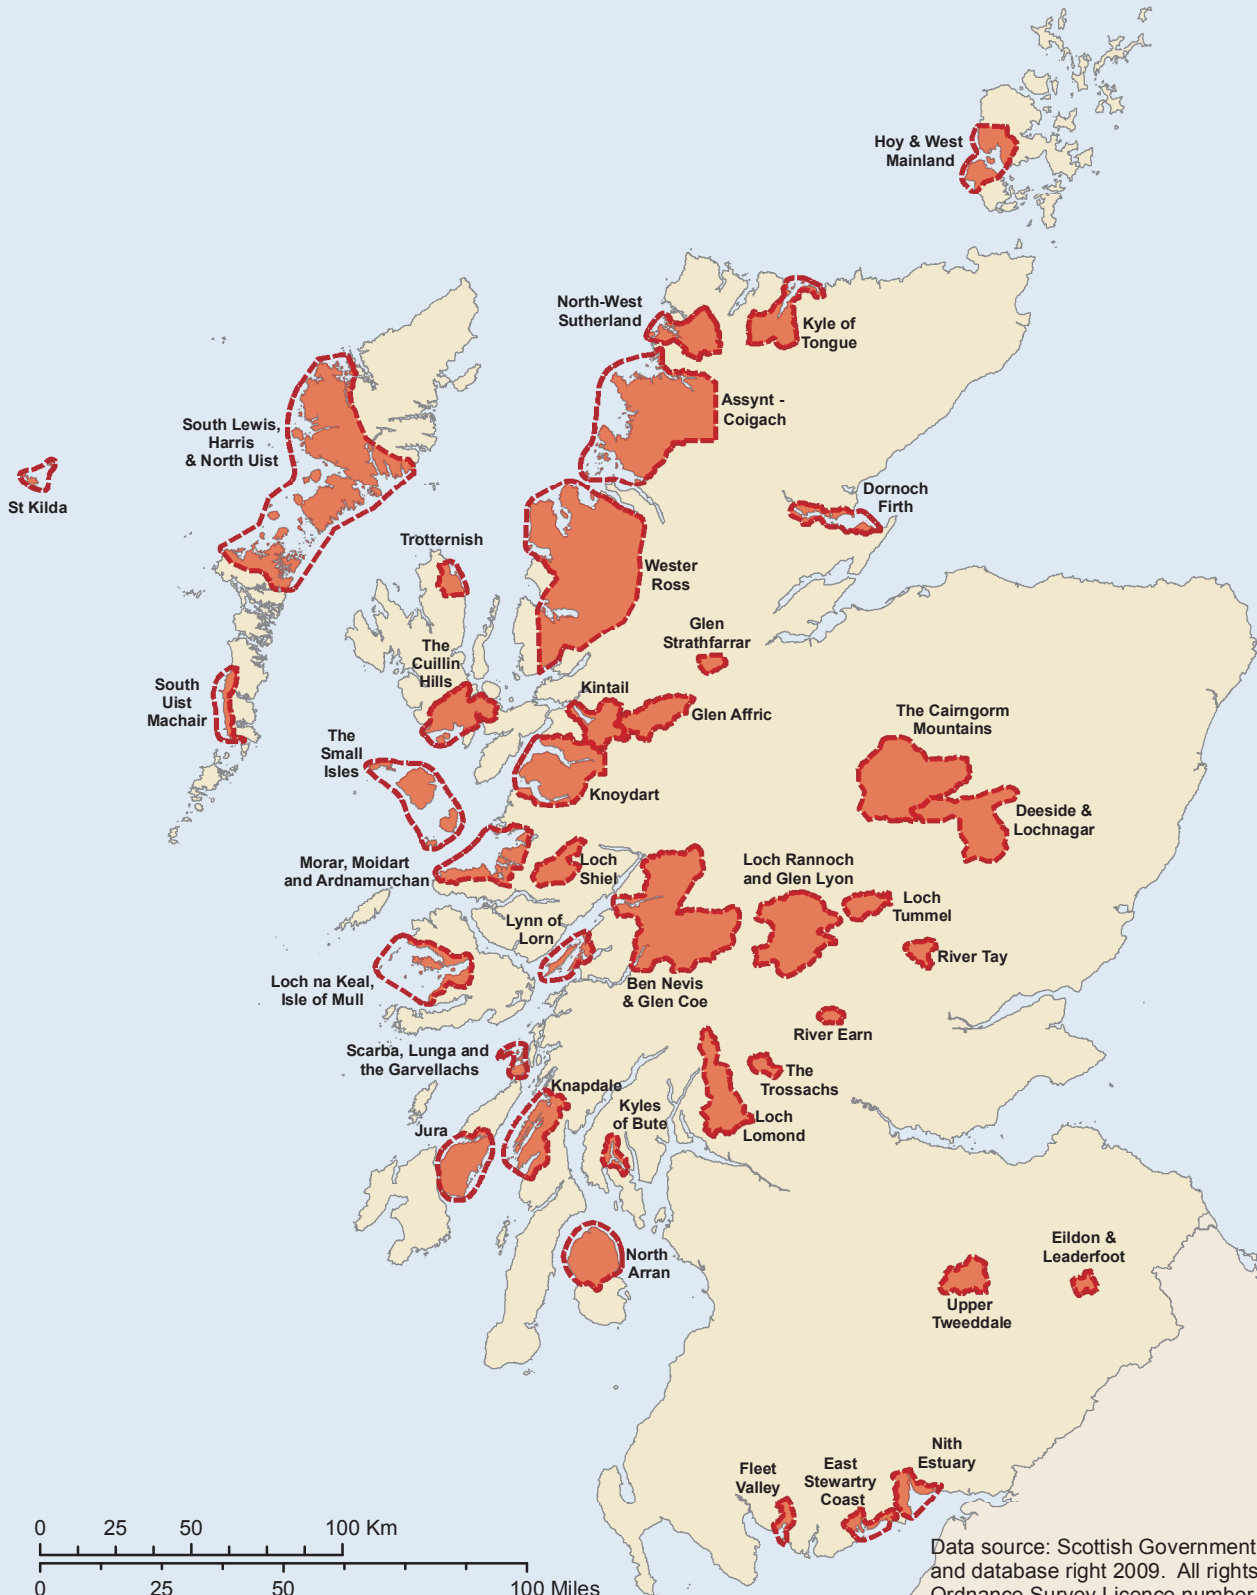 Hoy & West
Mainland
North-West
Sutherland
Kyle of
Tongue
Assynt -
Coigach
South Lewis,
Harris
& North Uist
St Kilda
Dornoch
Firth
Trotternish
Wester
Ross
Glen
Strathfarrar
The
Cuillin
Hills
Kintail
Glen Affric
South
Uist
Machair
The Cairngorm
Mountains
The
Small
Isles
Knoydart
Deeside &
Lochnagar
Morar, Moidart
and Ardnamurchan
Loch
Shiel
Loch Rannoch
and Glen Lyon
Loch
Tummel
Lynn of
Lorn
River Tay
Loch na Keal,
Isle of Mull
Ben Nevis
& Glen Coe
River Earn
Scarba, Lunga and
the Garvellachs
The
Trossachs
Knapdale
Kyles
of Bute
Loch
Lomond
Jura
North
Arran
Eildon &
Leaderfoot
Upper
Tweeddale
Nith
Estuary
East
Stewartry
Coast
Fleet
Valley
0 25 50 100 Km
0 25 50 100 Miles
Data source: Scottish Government
and database right 2009. All rights
Ordnance Survey Licence number